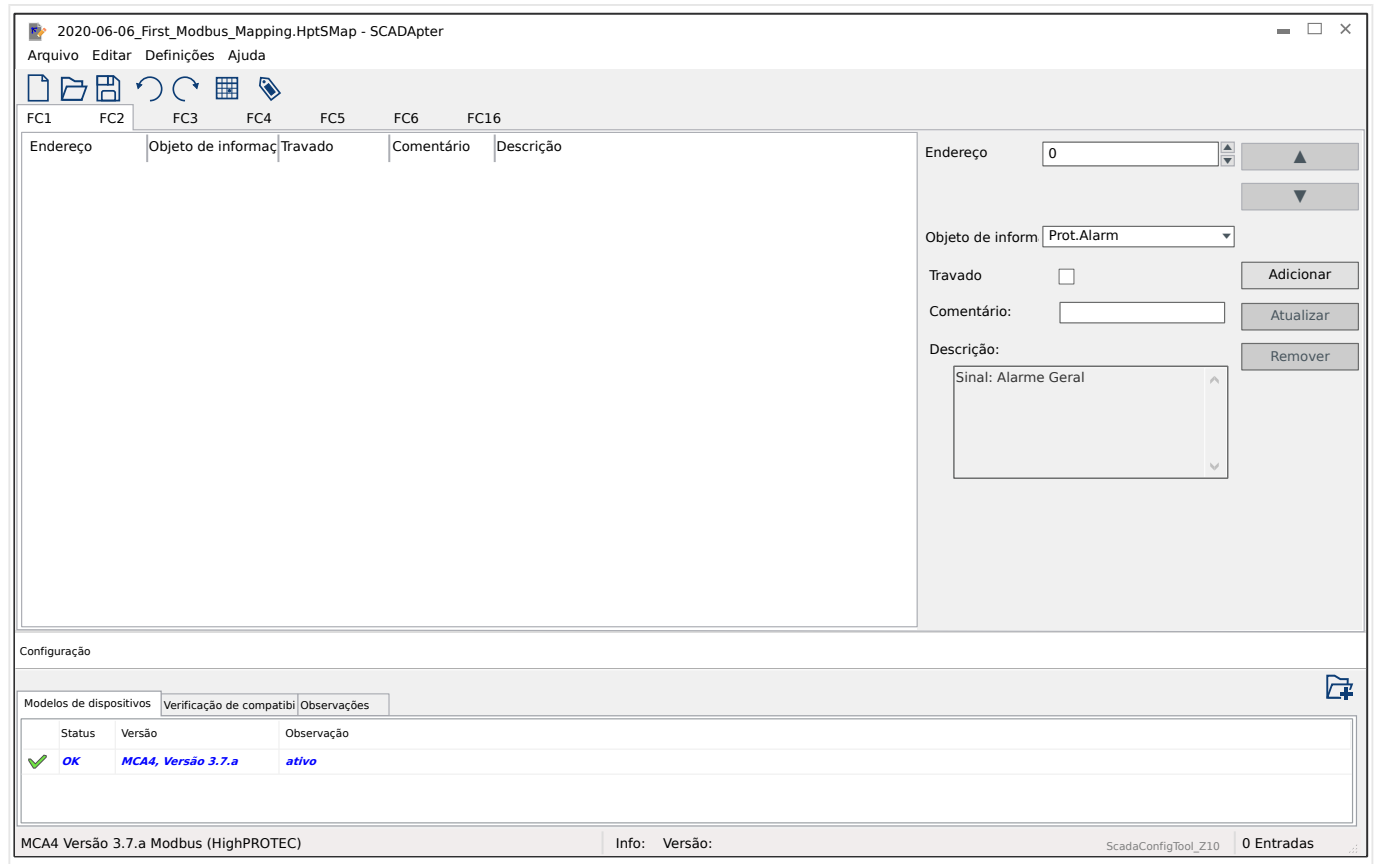 2020-06-06_First_Modbus_Mapping.HptSMap - SCADApter
Arquivo Editar Definições Ajuda
FC1 FC2 FC3 FC4 FC5 FC6 FC16
Endereço Objeto de informaç Travado Comentário Descrição
Endereço 0
Objeto de inform Prot.Alarm
Travado Adicionar
Comentário: Atualizar
Descrição: Remover
Sinal: Alarme Geral
Configuração
Modelos de dispositivos Verificação de compatibi Observações
Status Versão Observação
OK MCA4, Versão 3.7.a ativo
MCA4 Versão 3.7.a Modbus (HighPROTEC) Info: Versão: ScadaConfigTool_Z10 0 Entradas